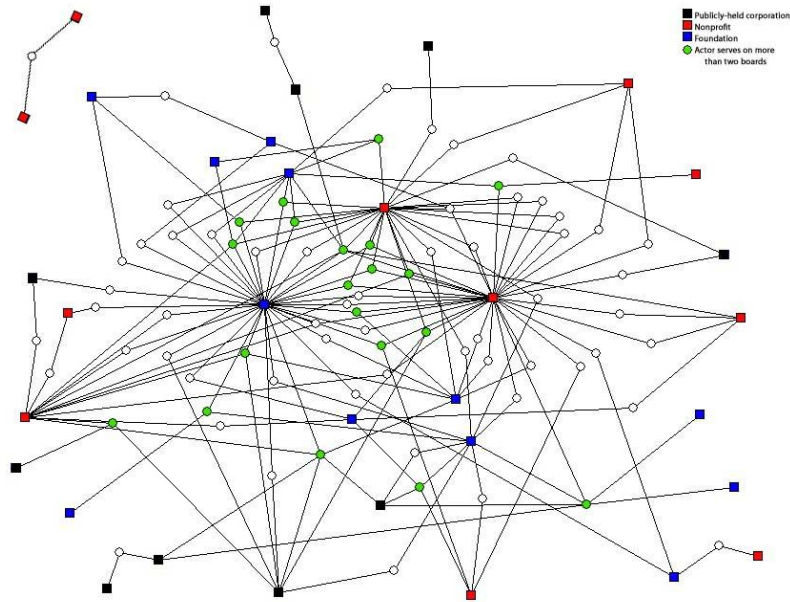 Publicly-held corporation
Nonprofit
Foundation
Actor serves on more
than two boards